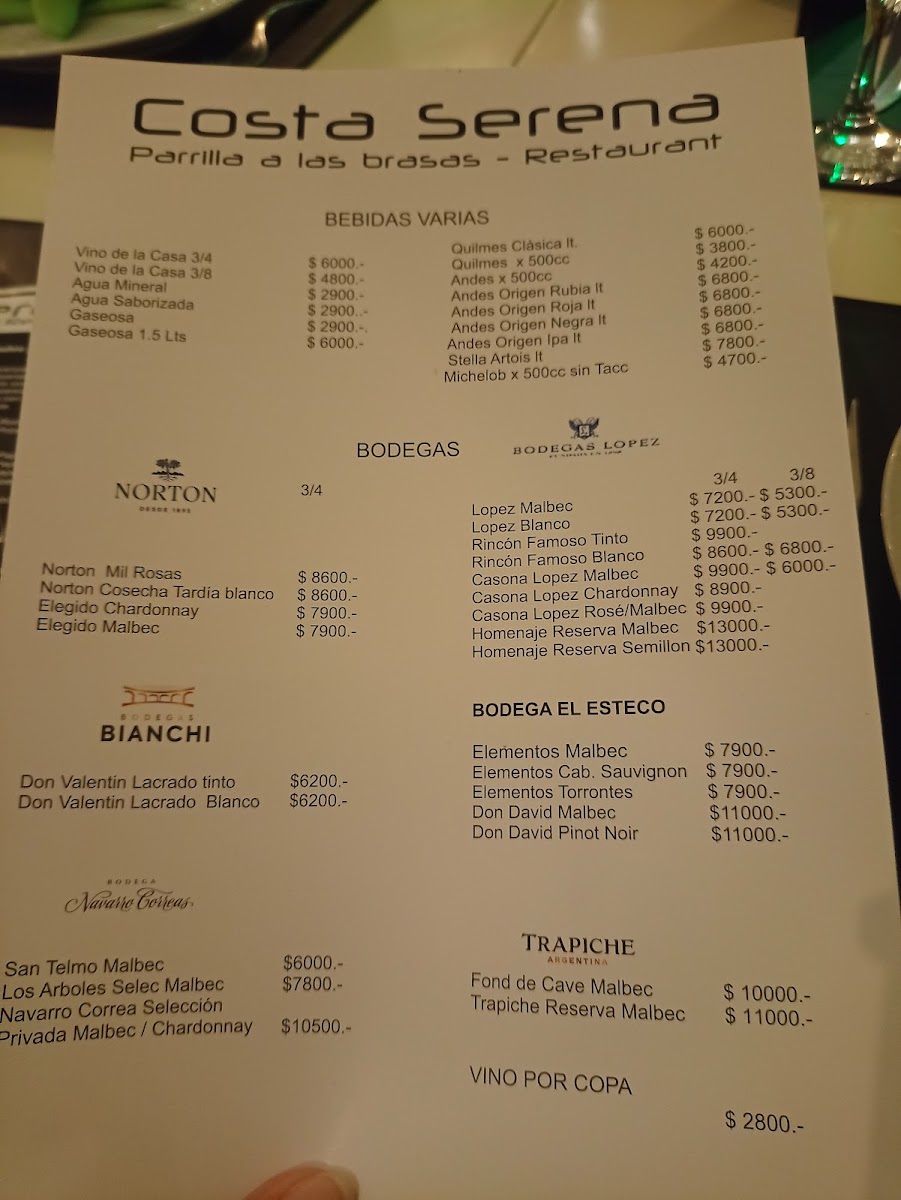 Costa Serena
Parrilla a las brasas - Restaurant
BEBIDAS VARIAS
Vino de la Casa 3/4 $ 6000.-
Vino de la Casa 3/8 $ 4800.-
Agua Mineral $ 2900.-
Agua Saborizada $ 2900..-
Gaseosa $ 2900.-.
Gaseosa 1.5 Lts $ 6000.-
Quilmes Clásica lt. $ 6000.-
Quilmes x 500cc $ 3800.-
Andes x 500cc $ 4200.-
Andes Origen Rubia lt $ 6800.-
Andes Origen Roja lt $ 6800.-
Andes Origen Negra lt $ 6800.-
Andes Origen Ipa lt $ 6800.-
Stella Artois lt $ 7800.-
Michelob x 500cc sin Tacc $ 4700.-
BODEGAS
NORTON
DESDE 1895
3/4
Norton Mil Rosas $ 8600.-
Norton Cosecha Tardía blanco $ 8600.-
Elegido Chardonnay $ 7900.-
Elegido Malbec $ 7900.-
BODEGAS
BIANCHI
Don Valentin Lacrado tinto $6200.-
Don Valentin Lacrado Blanco $6200.-
BODEGA
Navarro Correas
San Telmo Malbec $6000.-
Los Arboles Selec Malbec $7800.-
Navarro Correa Selección
Privada Malbec / Chardonnay $10500.-
BODEGAS LOPEZ
3/4 3/8
Lopez Malbec $ 7200.- $ 5300.-
Lopez Blanco $ 7200.- $ 5300.-
Rincón Famoso Tinto $ 9900.-
Rincón Famoso Blanco $ 8600.- $ 6800.-
Casona Lopez Malbec $ 9900.- $ 6000.-
Casona Lopez Chardonnay $ 8900.-
Casona Lopez Rosé/Malbec $ 9900.-
Homenaje Reserva Malbec $13000.-
Homenaje Reserva Semillon $13000.-
BODEGA EL ESTECO
Elementos Malbec $ 7900.-
Elementos Cab. Sauvignon $ 7900.-
Elementos Torrontes $ 7900.-
Don David Malbec $11000.-
Don David Pinot Noir $11000.-
TRAPICHE
ARGENTINA
Fond de Cave Malbec $ 10000.-
Trapiche Reserva Malbec $ 11000.-
VINO POR COPA
$ 2800.-